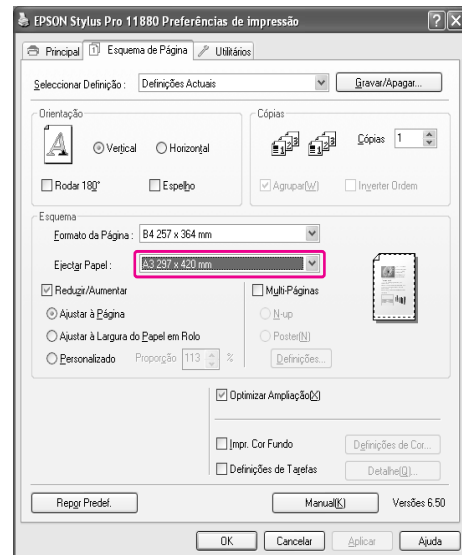 EPSON Stylus Pro 11880 Preferências de impressão
Principal Esquema de Página Utilitários
Seleccionar Definição : Definições Actuais Gravar/Apagar...
Orientação
Vertical Horizontal
Rodar 180° Espelho
Cópias
Cópias 1
Agrupar(W) Inverter Ordem
Esquema
Formato da Página : B4 257 x 364 mm
Ejectar Papel : A3 297 x 420 mm
Reduzir/Aumentar
Ajustar à Página
Ajustar à Largura do Papel em Rolo
Personalizado Proporção 113 %
Multi-Páginas
N-up
Poster(N)
Definições...
Optimizar Ampliação(X)
Impr. Cor Fundo Definições de Cor...
Definições de Tarefas Detalhe(Q)...
Repor Predef. Manual(K) Versões 6.50
OK Cancelar Aplicar Ajuda